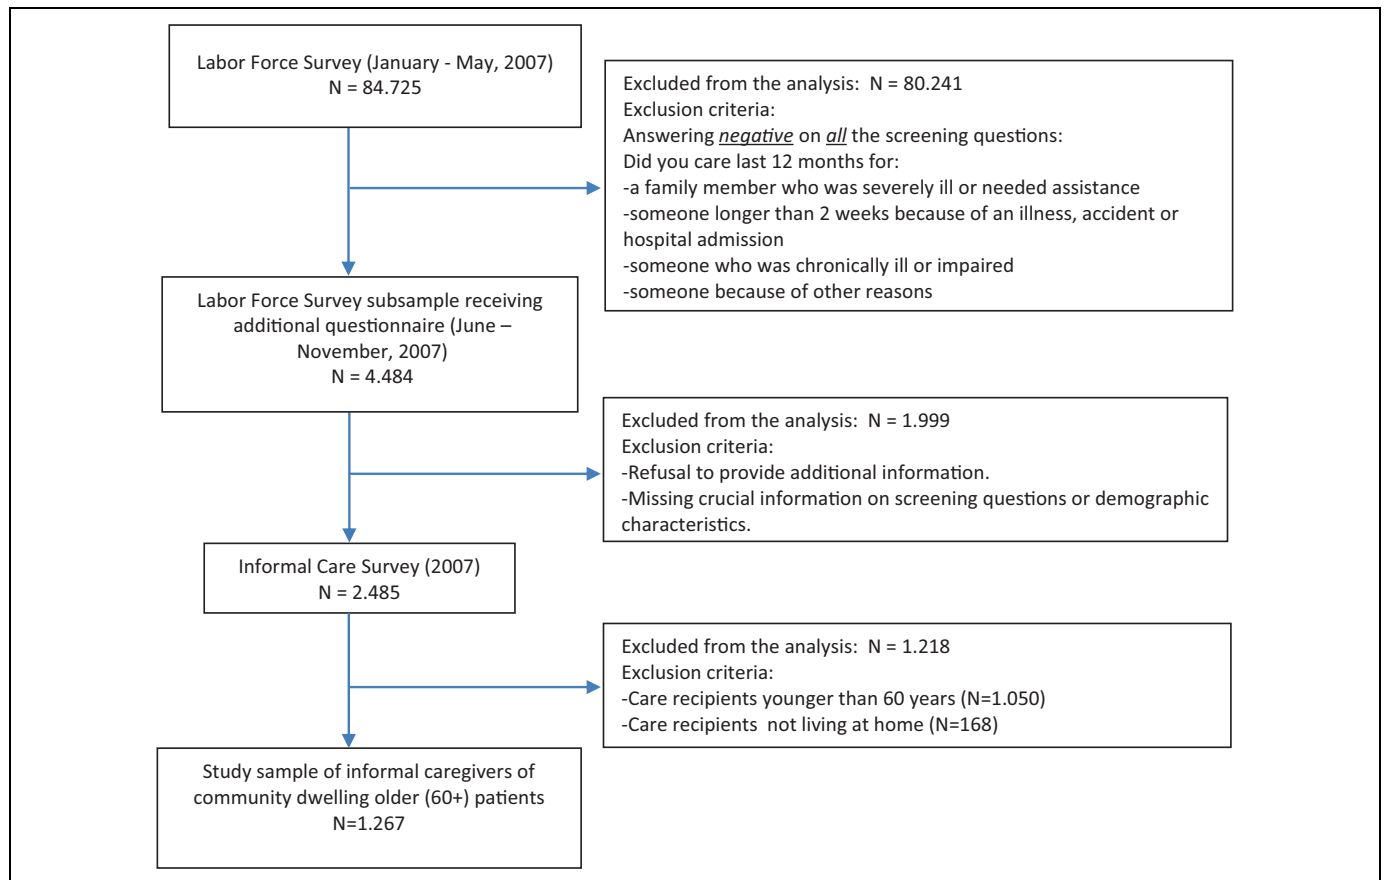 Labor Force Survey (January - May, 2007)
N = 84.725
Excluded from the analysis:  N = 80.241
Exclusion criteria:
Answering negative on all the screening questions:
Did you care last 12 months for:
-a family member who was severely ill or needed assistance
-someone longer than 2 weeks because of an illness, accident or
hospital admission
-someone who was chronically ill or impaired
-someone because of other reasons
Labor Force Survey subsample receiving
additional questionnaire (June –
November, 2007)
N = 4.484
Excluded from the analysis:  N = 1.999
Exclusion criteria:
-Refusal to provide additional information.
-Missing crucial information on screening questions or demographic
characteristics.
Informal Care Survey (2007)
N = 2.485
Excluded from the analysis:  N = 1.218
Exclusion criteria:
-Care recipients younger than 60 years (N=1.050)
-Care recipients  not living at home (N=168)
Study sample of informal caregivers of
community dwelling older (60+) patients
N=1.267